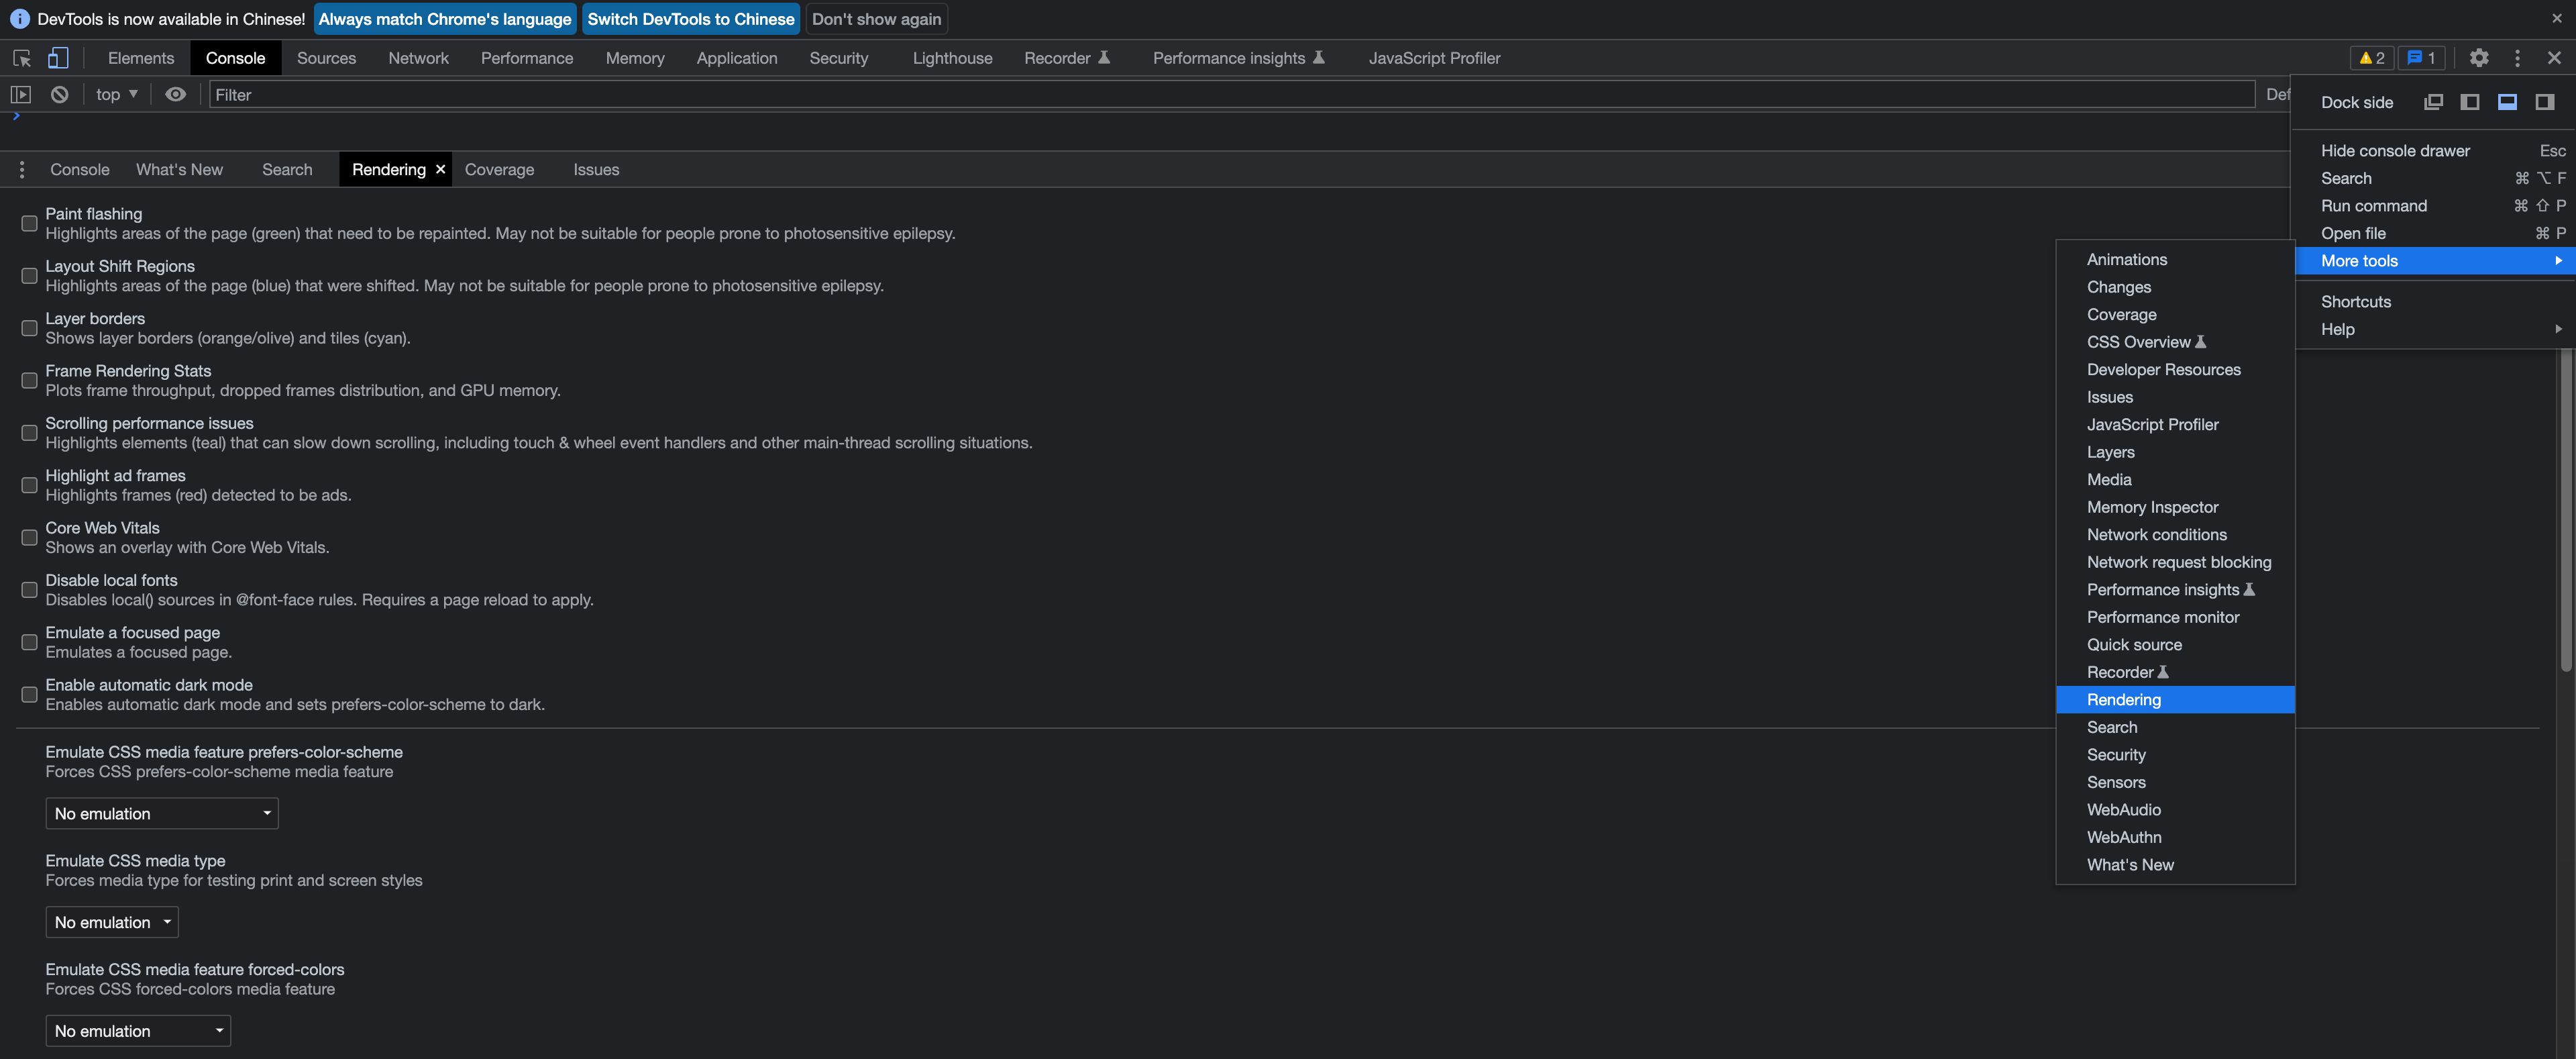 DevTools is now available in Chinese! Always match Chrome's language Switch DevTools to Chinese Don't show again
Elements Console Sources Network Performance Memory Application Security Lighthouse Recorder Performance insights JavaScript Profiler 2 1
top Filter
Dock side
Hide console drawer Esc
Search ⌘ ⌥ F
Run command ⌘ ⇧ P
Open file ⌘ P
More tools
Shortcuts
Help
Console What's New Search Rendering Coverage Issues
Paint flashing
Highlights areas of the page (green) that need to be repainted. May not be suitable for people prone to photosensitive epilepsy.
Layout Shift Regions
Highlights areas of the page (blue) that were shifted. May not be suitable for people prone to photosensitive epilepsy.
Layer borders
Shows layer borders (orange/olive) and tiles (cyan).
Frame Rendering Stats
Plots frame throughput, dropped frames distribution, and GPU memory.
Scrolling performance issues
Highlights elements (teal) that can slow down scrolling, including touch & wheel event handlers and other main-thread scrolling situations.
Highlight ad frames
Highlights frames (red) detected to be ads.
Core Web Vitals
Shows an overlay with Core Web Vitals.
Disable local fonts
Disables local() sources in @font-face rules. Requires a page reload to apply.
Emulate a focused page
Emulates a focused page.
Enable automatic dark mode
Enables automatic dark mode and sets prefers-color-scheme to dark.
Emulate CSS media feature prefers-color-scheme
Forces CSS prefers-color-scheme media feature
No emulation
Emulate CSS media type
Forces media type for testing print and screen styles
No emulation
Emulate CSS media feature forced-colors
Forces CSS forced-colors media feature
No emulation
Animations
Changes
Coverage
CSS Overview
Developer Resources
Issues
JavaScript Profiler
Layers
Media
Memory Inspector
Network conditions
Network request blocking
Performance insights
Performance monitor
Quick source
Recorder
Rendering
Search
Security
Sensors
WebAudio
WebAuthn
What's New